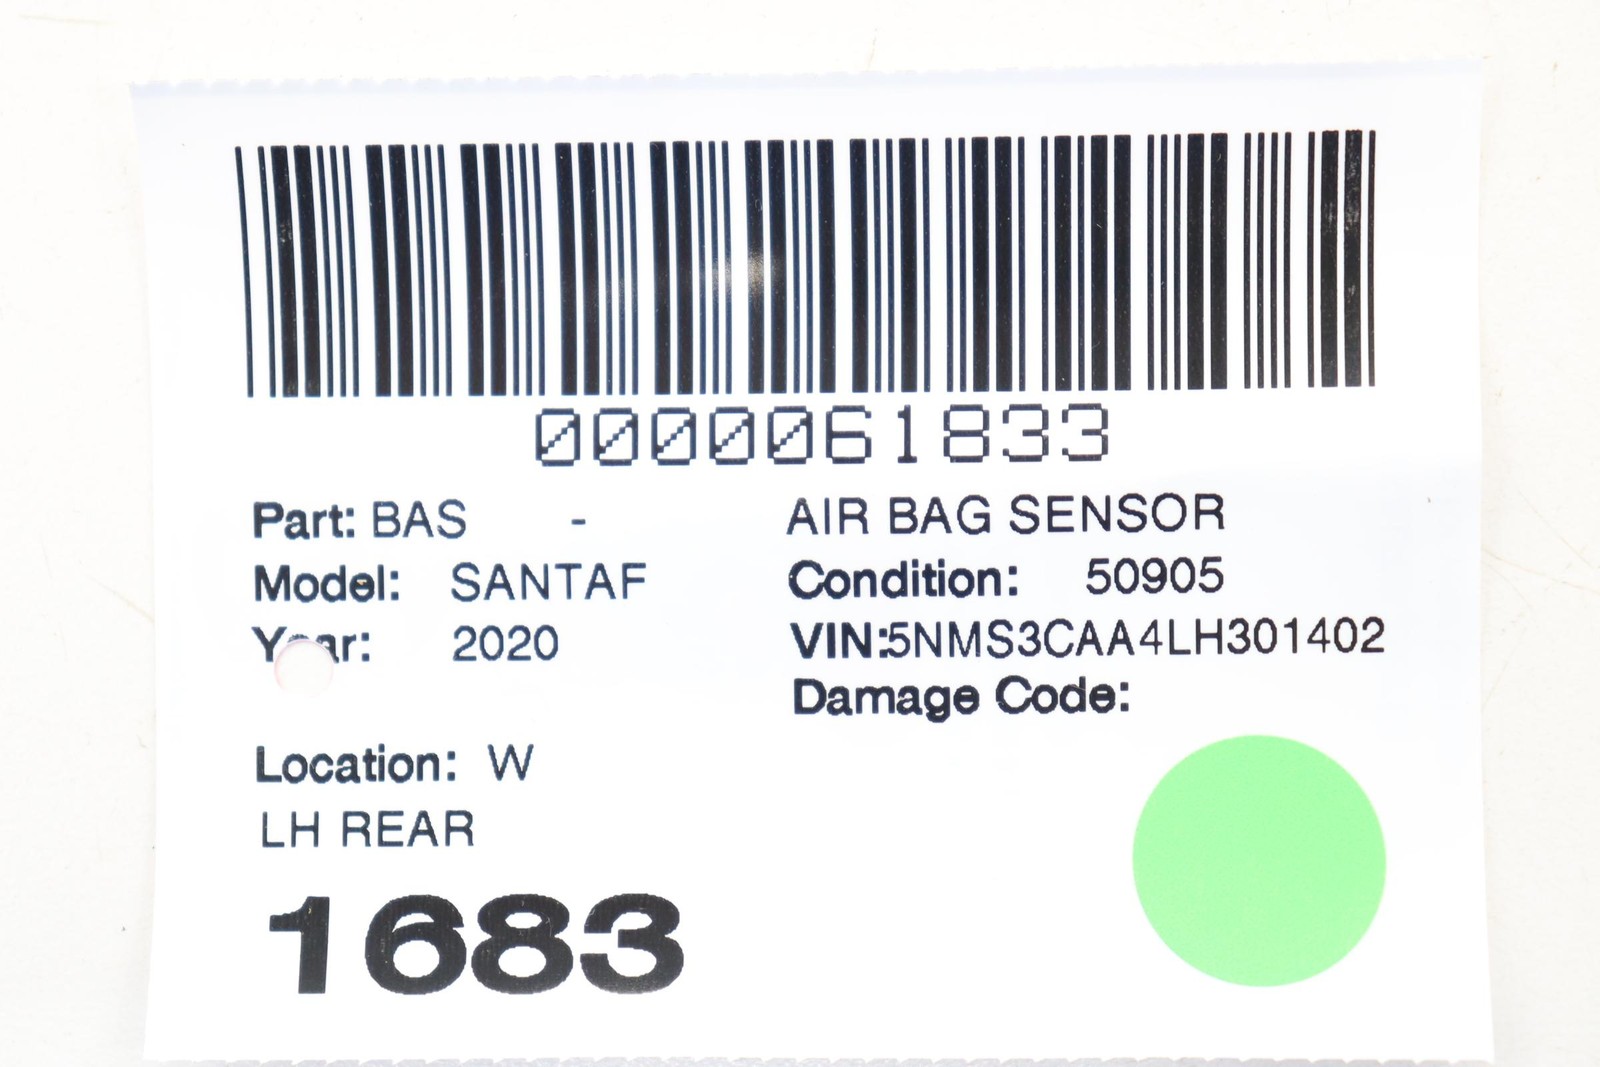 0000061833
Part: BAS - AIR BAG SENSOR
Model: SANTAF Condition: 50905
Year: 2020 VIN:5NMS3CAA4LH301402
Damage Code:
Location: W
LH REAR
1683